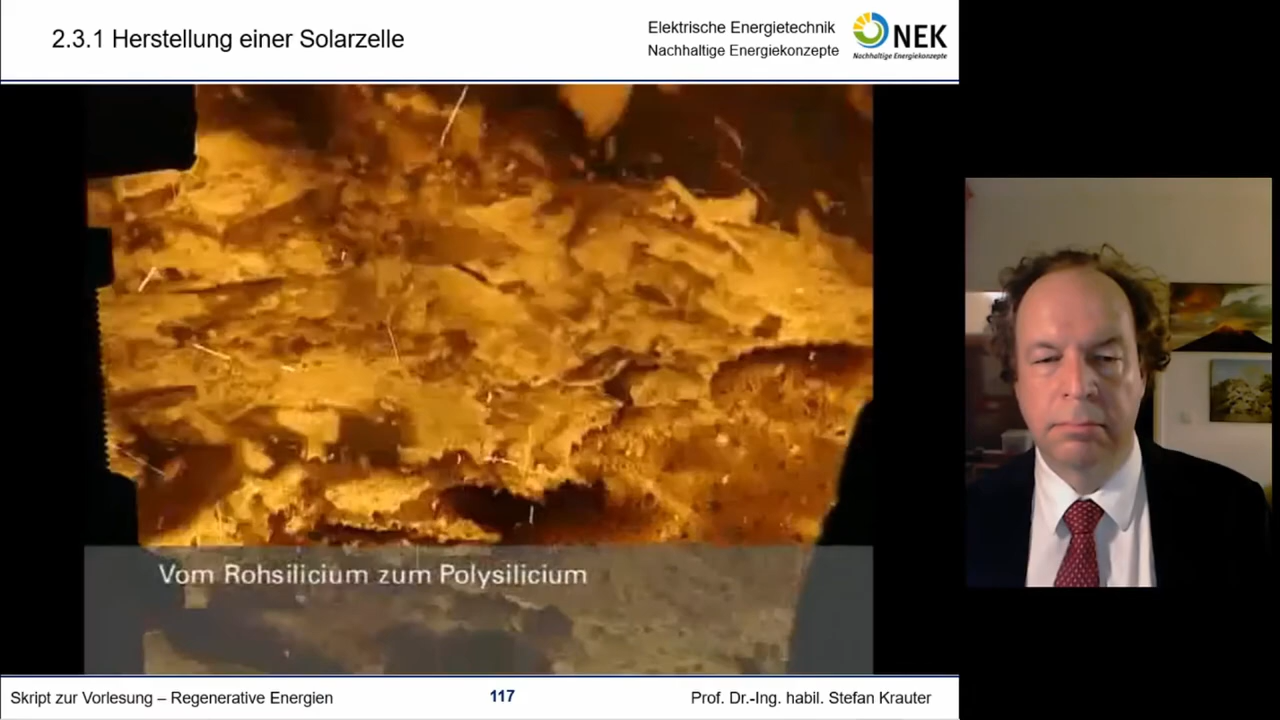 2.3.1 Herstellung einer Solarzelle
Elektrische Energietechnik
Nachhaltige Energiekonzepte
NEK
Nachhaltige Energiekonzepte
Vom Rohsilicium zum Polysilicium
Skript zur Vorlesung – Regenerative Energien
117
Prof. Dr.-Ing. habil. Stefan Krauter